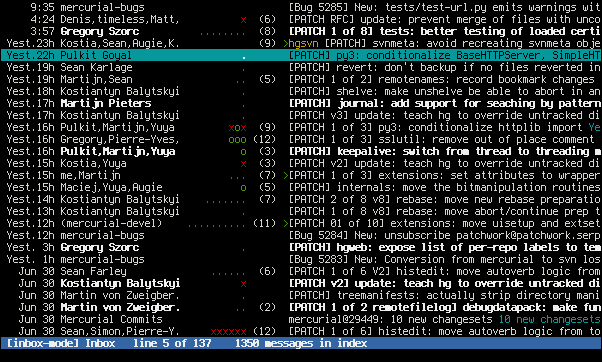 9:35 mercurial-bugs [Bug 5285] New: tests/test-url.py emits warnings wit
4:24 Denis,timeless,Matt, x (6) [PATCH RFC] update: prevent merge of files with unco
3:57 Gregory Szorc ....... (8) [PATCH 1 of 8] tests: better testing of loaded certi
Yest.23h Kostia,Sean,Augie,K. (9) >hgsvn [PATCH] svnmeta: avoid recreating svnmeta obje
Yest.22h Pulkit Goyal . [PATCH] py3: conditionalize BaseHTTPServer, SimpleHT
Yest.19h Sean Karlage . [PATCH] revert: don't backup if no files reverted in
Yest.19h Martijn,Sean . (5) [PATCH 1 of 2] remotenames: record bookmark changes
Yest.18h Kostiantyn Balytskyi . [PATCH] shelve: make unshelve be able to abort in an
Yest.17h Martijn Pieters . [PATCH] journal: add support for seaching by pattern
Yest.17h Kostiantyn Balytskyi . [PATCH v3] update: teach hg to override untracked di
Yest.16h Pulkit,Martijn,Yuya xox (9) [PATCH 1 of 3] py3: conditionalize httplib import Ye
Yest.16h Gregory,Pierre-Yves, ooo (12) [PATCH 1 of 3] sslutil: remove out of place comment
Yest.16h Pulkit,Martijn,Yuya o (3) [PATCH] keepalive: switch from thread to threading m
Yest.15h Kostia,Yuya x (3) [PATCH v2] update: teach hg to override untracked di
Yest.15h me,Martijn ... (7) >[PATCH 1 of 3] extensions: set attributes to wrapper
Yest.15h Maciej,Yuya,Augie o (5) [PATCH] internals: move the bitmanipulation routines
Yest.14h Kostiantyn Balytskyi ....... (7) [PATCH 2 of 8 v8] rebase: move new rebase preparatio
Yest.13h Kostiantyn Balytskyi . [PATCH 1 of 8 v8] rebase: move abort/continue prep t
Yest.12h (mercurial-devel) .......... (11) >[PATCH 01 of 10] extensions: move uisetup and extset
Yest.12h mercurial-bugs [Bug 5284] New: unsubscribe patchwork@patchwork.serp
Yest. 3h Gregory Szorc . [PATCH] hgweb: expose list of per-repo labels to tem
Yest. 1h mercurial-bugs [Bug 5283] New: Conversion from mercurial to svn los
Jun 30 Sean Farley ...... (6) [PATCH 1 of 6 V2] histedit: move autoverb logic from
Jun 30 Kostiantyn Balytskyi x [PATCH v2] update: teach hg to override untracked di
Jun 30 Martin von Zweigber. . [PATCH] treemanifests: actually strip directory mani
Jun 30 Martin von Zweigber. .. (2) [PATCH 1 of 2 remotefilelog] debugdatapack: make fun
Jun 30 Mercurial Commits mercurial@29449: 10 new changesets 10 new changesets
Jun 30 Sean,Simon,Pierre-Y. xxxxxx (12) [PATCH 1 of 6] histedit: move autoverb logic from to
[inbox-mode] Inbox line 5 of 137 1350 messages in index